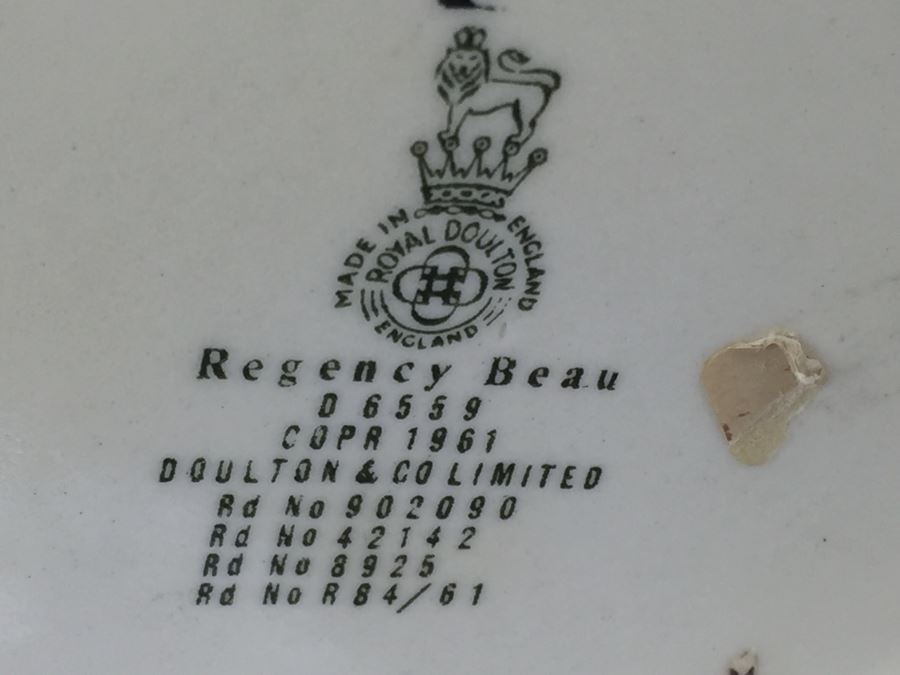 MADE IN ENGLAND
ROYAL DOULTON
ENGLAND
Regency Beau
D 6559
COPR 1961
DOULTON & CO LIMITED
Rd No 902090
Rd No 42142
Rd No 8925
Rd No R84/61